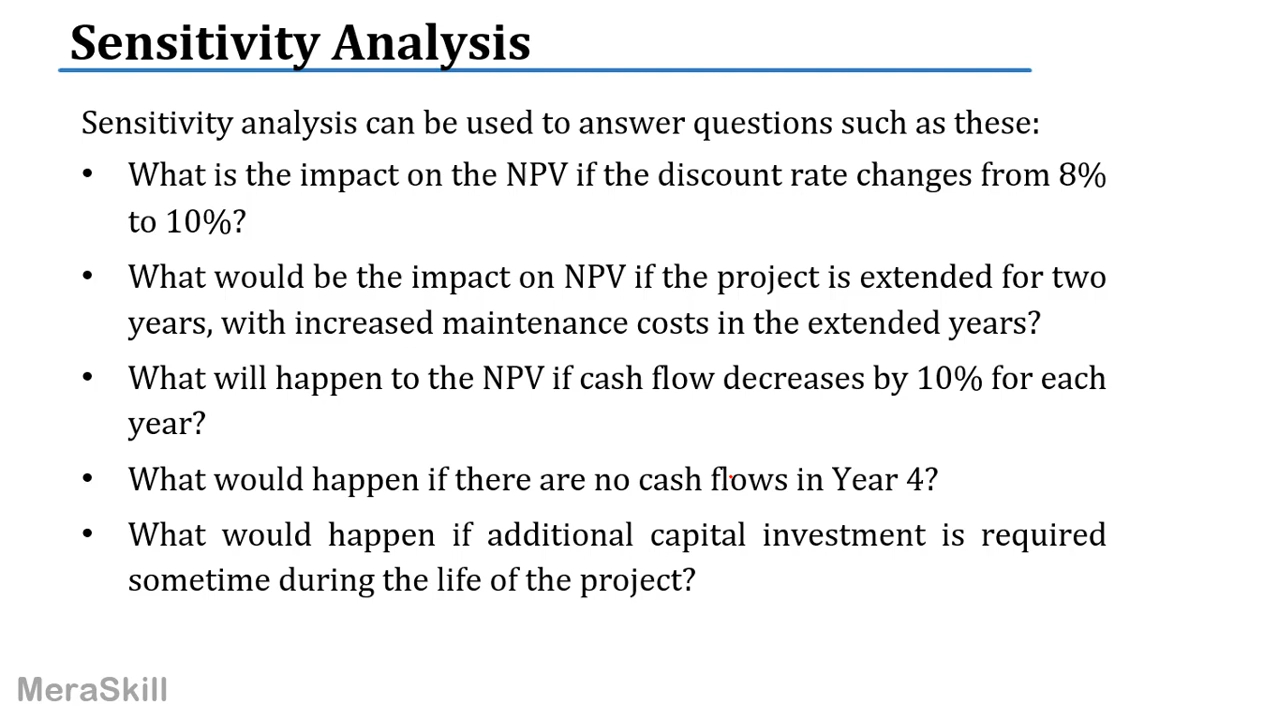 Sensitivity Analysis
Sensitivity analysis can be used to answer questions such as these:
• What is the impact on the NPV if the discount rate changes from 8%
to 10%?
• What would be the impact on NPV if the project is extended for two
years, with increased maintenance costs in the extended years?
• What will happen to the NPV if cash flow decreases by 10% for each
year?
• What would happen if there are no cash flows in Year 4?
• What would happen if additional capital investment is required
sometime during the life of the project?
MeraSkill